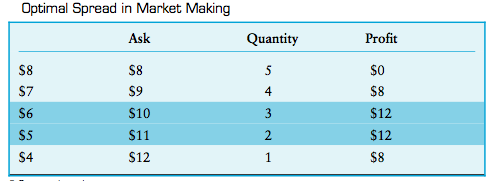 Optimal Spread in Market Making
Ask Quantity Profit
$8 $8 5 $0
$7 $9 4 $8
$6 $10 3 $12
$5 $11 2 $12
$4 $12 1 $8